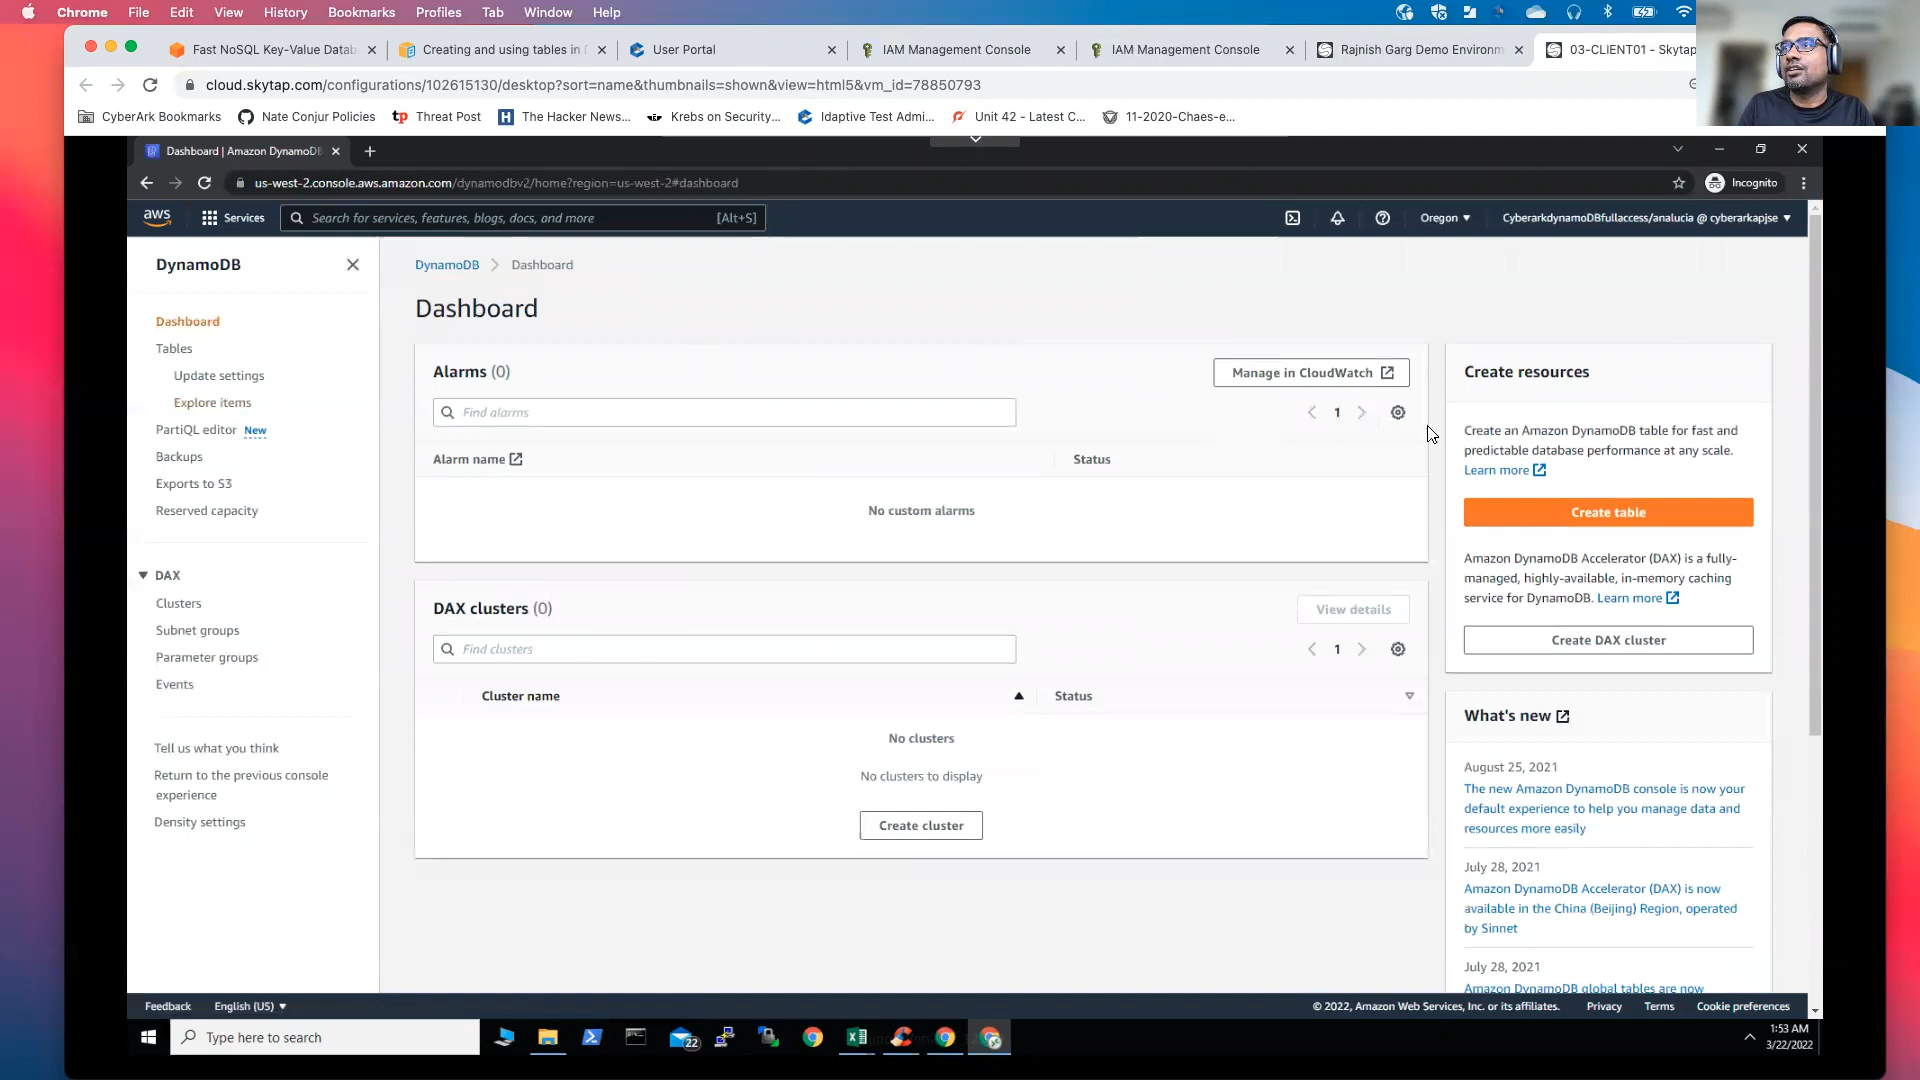 Chrome File Edit View History Bookmarks Profiles Tab Window Help
Fast NoSQL Key-Value Datab
Creating and using tables in D
User Portal
IAM Management Console
IAM Management Console
Rajnish Garg Demo Environm
03-CLIENT01 - Skytap
cloud.skytap.com/configurations/102615130/desktop?sort=name&thumbnails=shown&view=html5&vm_id=78850793
CyberArk Bookmarks
Nate Conjur Policies
Threat Post
The Hacker News...
Krebs on Security...
Idaptive Test Admi...
Unit 42 - Latest C...
11-2020-Chaes-e...
Dashboard | Amazon DynamoDB
us-west-2.console.aws.amazon.com/dynamodbv2/home?region=us-west-2#dashboard
Incognito
aws
Services
Search for services, features, blogs, docs, and more [Alt+S]
Oregon
CyberarkdynamoDBfullaccess/analucia @ cyberarkapjse
DynamoDB
Dashboard
Tables
Update settings
Explore items
PartiQL editor New
Backups
Exports to S3
Reserved capacity
DAX
Clusters
Subnet groups
Parameter groups
Events
Tell us what you think
Return to the previous console
experience
Density settings
DynamoDB Dashboard
Dashboard
Alarms (0)
Manage in CloudWatch
Find alarms
1
Alarm name
Status
No custom alarms
DAX clusters (0)
View details
Find clusters
1
Cluster name
Status
No clusters
No clusters to display
Create cluster
Create resources
Create an Amazon DynamoDB table for fast and
predictable database performance at any scale.
Learn more
Create table
Amazon DynamoDB Accelerator (DAX) is a fully-
managed, highly-available, in-memory caching
service for DynamoDB. Learn more
Create DAX cluster
What's new
August 25, 2021
The new Amazon DynamoDB console is now your
default experience to help you manage data and
resources more easily
July 28, 2021
Amazon DynamoDB Accelerator (DAX) is now
available in the China (Beijing) Region, operated
by Sinnet
July 28, 2021
Amazon DynamoDB global tables are now
Feedback
English (US)
© 2022, Amazon Web Services, Inc. or its affiliates.
Privacy
Terms
Cookie preferences
Type here to search
22
1:53 AM
3/22/2022